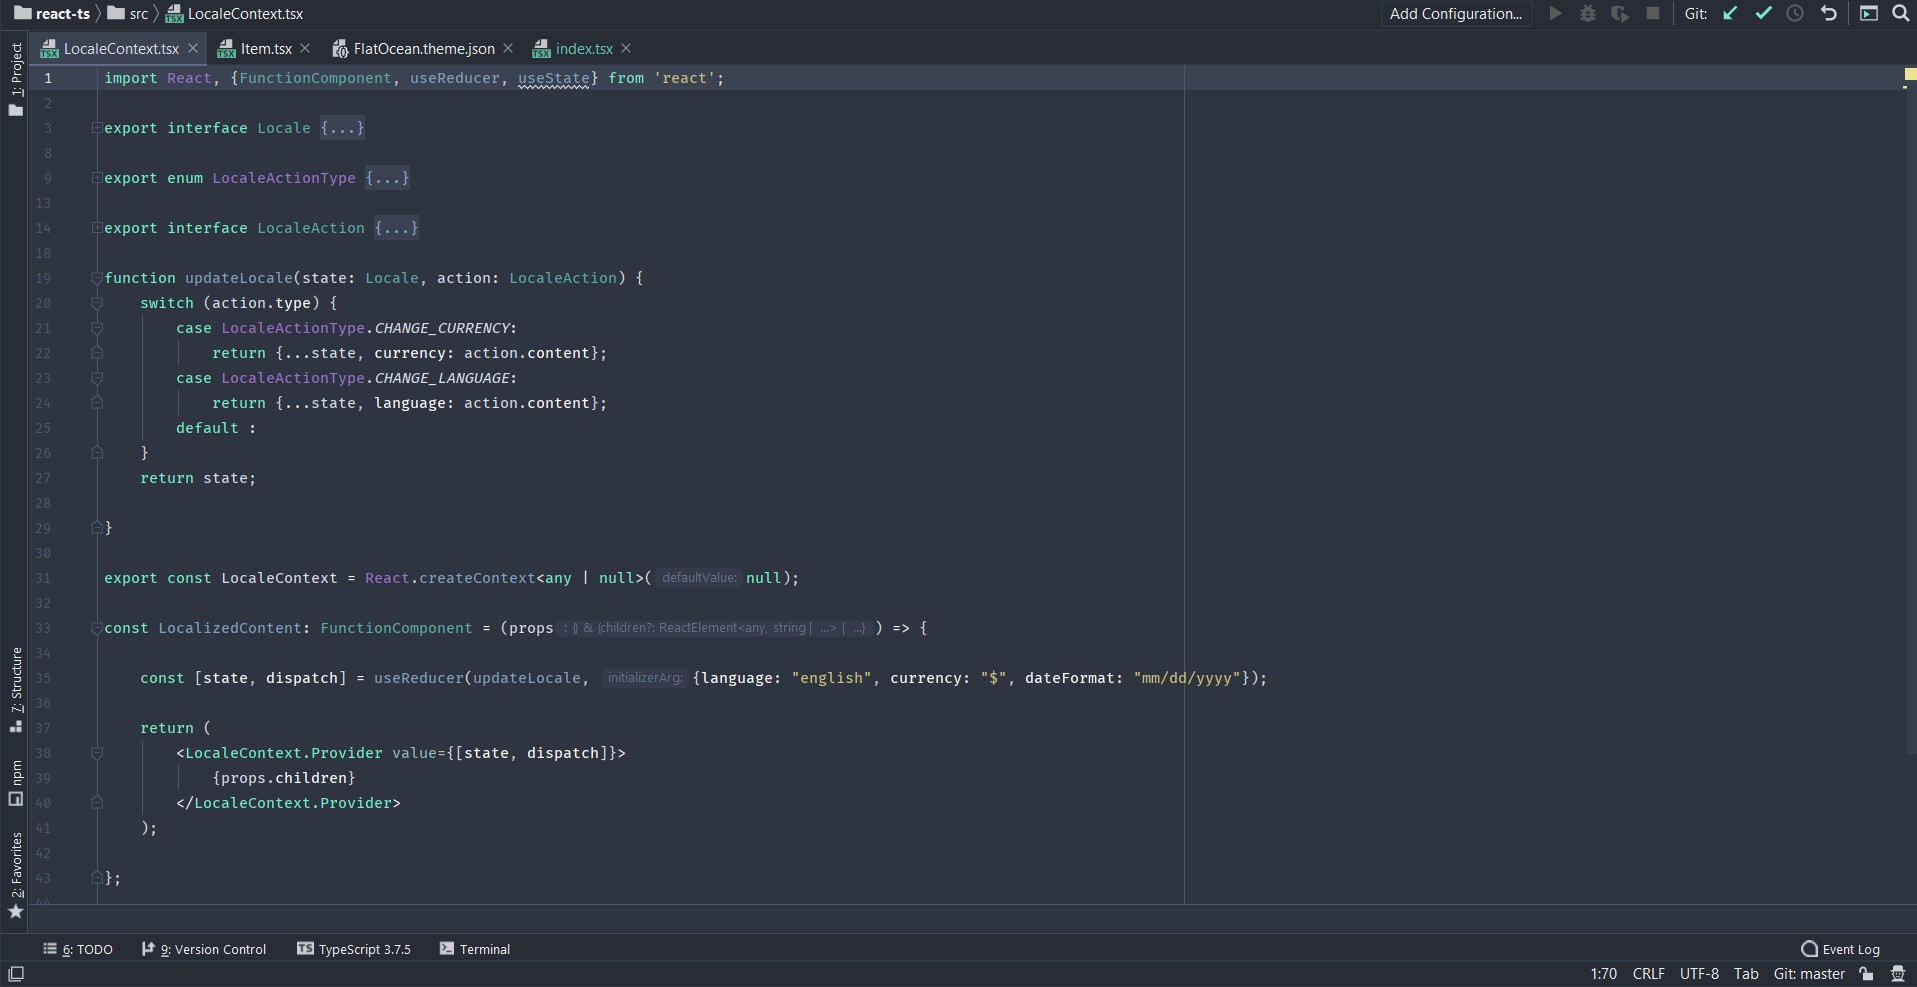 react-ts src LocaleContext.tsx Add Configuration... Git:
LocaleContext.tsx Item.tsx FlatOcean.theme.json index.tsx
1: Project
7: Structure
npm
2: Favorites
1 import React, {FunctionComponent, useReducer, useState} from 'react';
2
3 export interface Locale {...}
8
9 export enum LocaleActionType {...}
13
14 export interface LocaleAction {...}
18
19 function updateLocale(state: Locale, action: LocaleAction) {
20 switch (action.type) {
21 case LocaleActionType.CHANGE_CURRENCY:
22 return {...state, currency: action.content};
23 case LocaleActionType.CHANGE_LANGUAGE:
24 return {...state, language: action.content};
25 default :
26 }
27 return state;
28
29 }
30
31 export const LocaleContext = React.createContext<any | null>( defaultValue: null);
32
33 const LocalizedContent: FunctionComponent = (props : {} & {children?: ReactElement<any, string | ...> | ...} ) => {
34
35 const [state, dispatch] = useReducer(updateLocale, initializerArg: {language: "english", currency: "$", dateFormat: "mm/dd/yyyy"});
36
37 return (
38 <LocaleContext.Provider value={[state, dispatch]}>
39 {props.children}
40 </LocaleContext.Provider>
41 );
42
43 };
44
6: TODO 9: Version Control TypeScript 3.7.5 Terminal Event Log
1:70 CRLF UTF-8 Tab Git: master